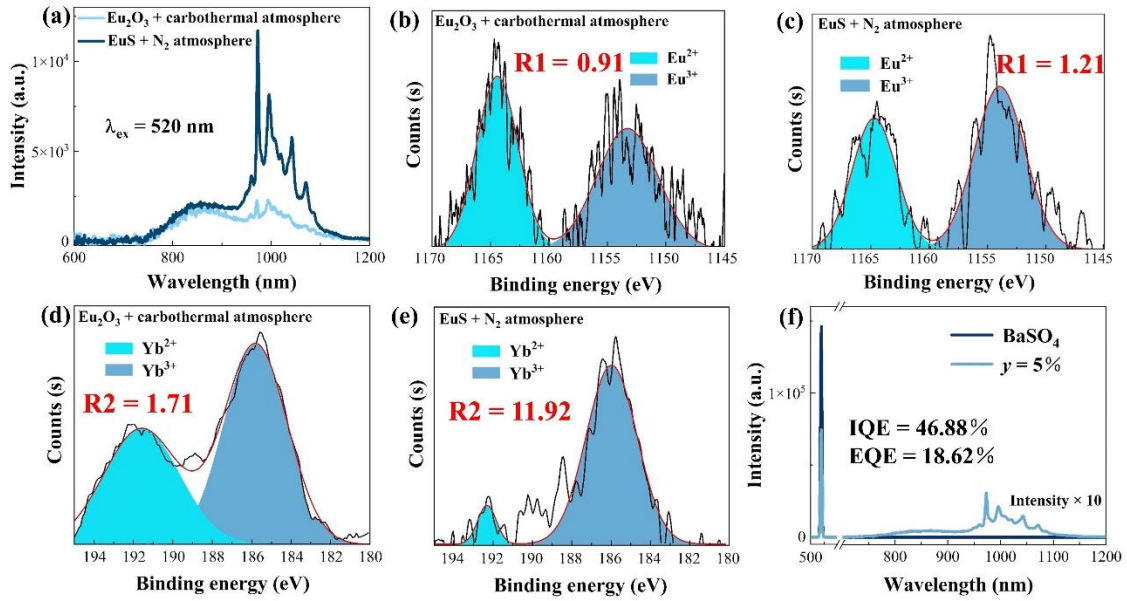 (a)
Eu₂O₃ + carbothermal atmosphere
EuS + N₂ atmosphere
λₑₓ = 520 nm
1×10⁴
5×10³
0
600 800 1000 1200
Intensity (a.u.)
Wavelength (nm)
(b)
Eu₂O₃ + carbothermal atmosphere
R1 = 0.91
Eu²⁺
Eu³⁺
Counts (s)
1170 1165 1160 1155 1150 1145
Binding energy (eV)
(c)
EuS + N₂ atmosphere
Eu²⁺
Eu³⁺
R1 = 1.21
Counts (s)
1170 1165 1160 1155 1150 1145
Binding energy (eV)
(d)
Eu₂O₃ + carbothermal atmosphere
Yb²⁺
Yb³⁺
R2 = 1.71
Counts (s)
194 192 190 188 186 184 182 180
Binding energy (eV)
(e)
EuS + N₂ atmosphere
Yb²⁺
Yb³⁺
R2 = 11.92
Counts (s)
194 192 190 188 186 184 182 180
Binding energy (eV)
(f)
BaSO₄
y = 5%
1×10⁵
0
IQE = 46.88%
EQE = 18.62%
Intensity × 10
Intensity (a.u.)
500 800 900 1000 1100 1200
Wavelength (nm)